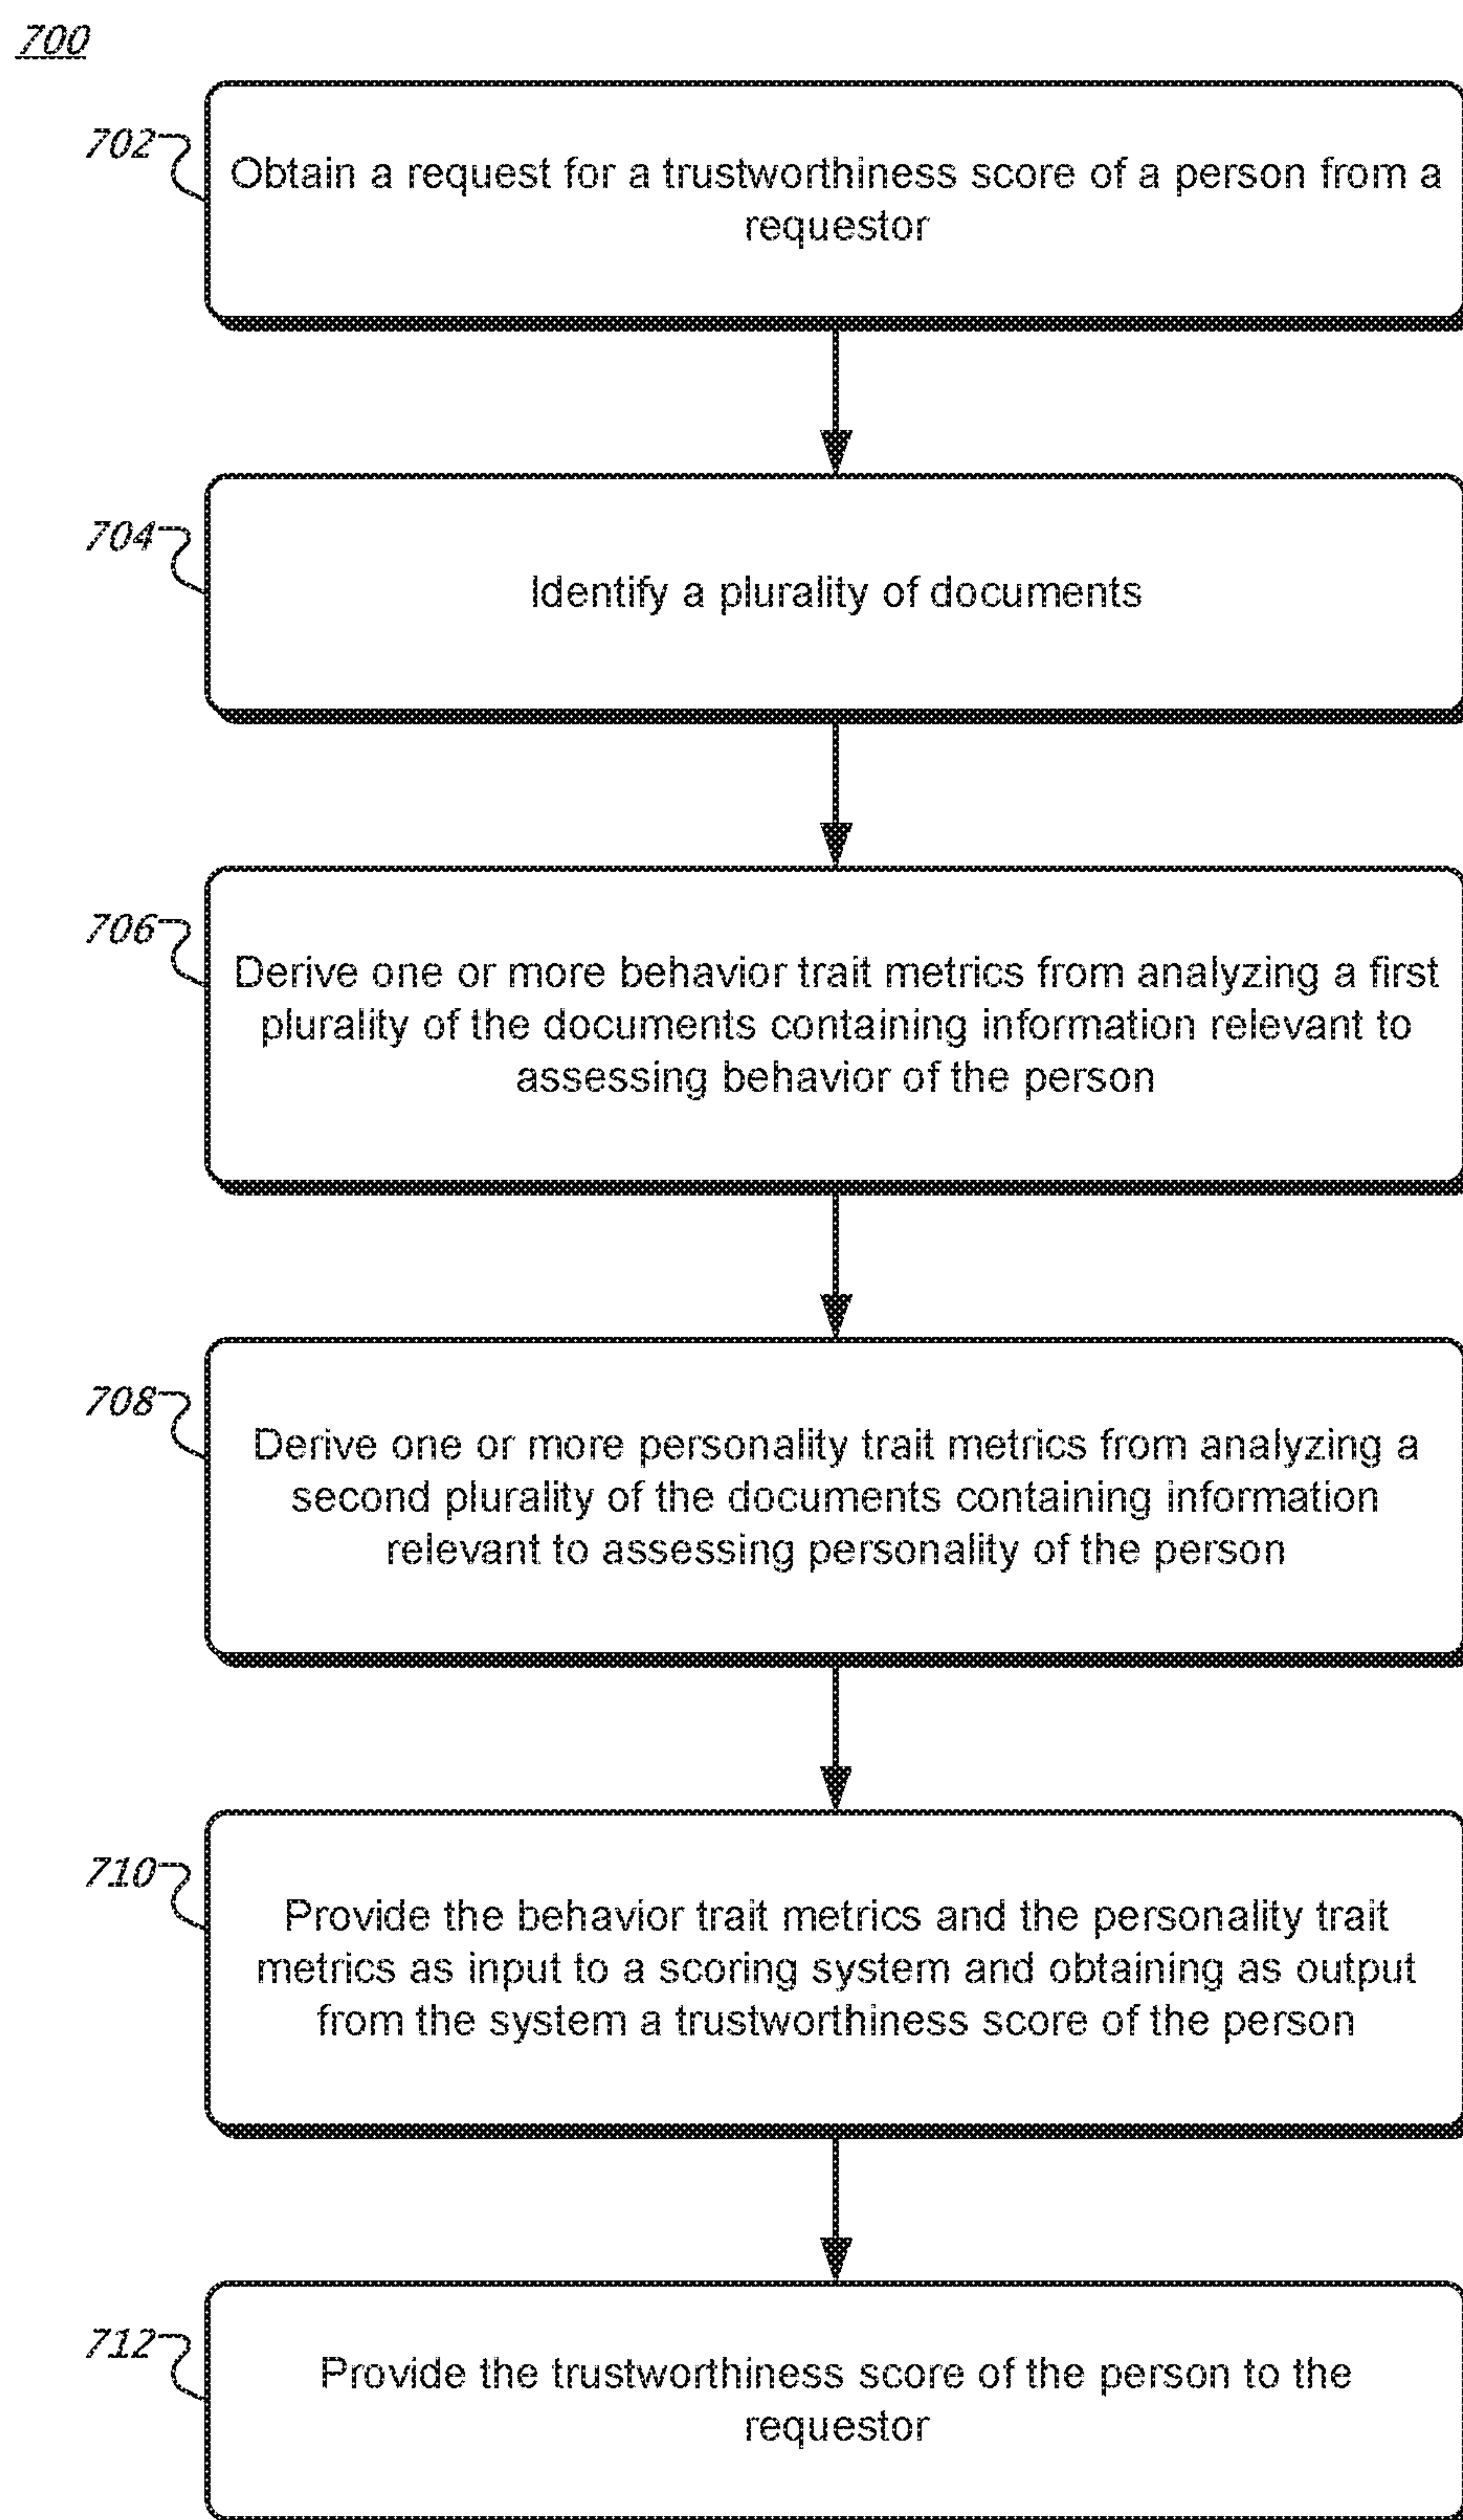 700
702
Obtain a request for a trustworthiness score of a person from a
requestor
704
Identify a plurality of documents
706
Derive one or more behavior trait metrics from analyzing a first
plurality of the documents containing information relevant to
assessing behavior of the person
708
Derive one or more personality trait metrics from analyzing a
second plurality of the documents containing information
relevant to assessing personality of the person
710
Provide the behavior trait metrics and the personality trait
metrics as input to a scoring system and obtaining as output
from the system a trustworthiness score of the person
712
Provide the trustworthiness score of the person to the
requestor